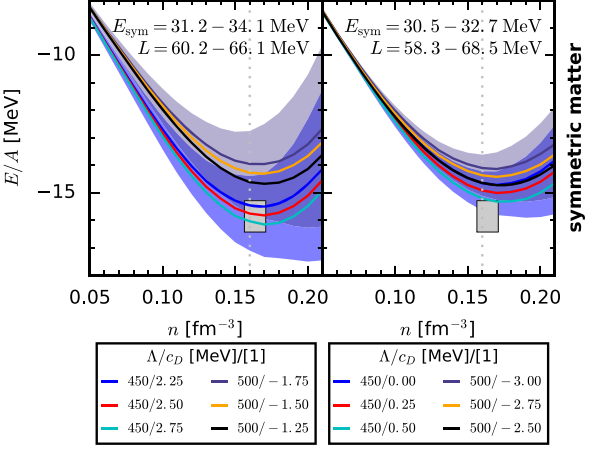 E_sym = 31.2 – 34.1 MeV
L = 60.2 – 66.1 MeV
E_sym = 30.5 – 32.7 MeV
L = 58.3 – 68.5 MeV
−10
−15
E/A [MeV]
symmetric matter
0.05 0.10 0.15 0.20
0.10 0.15 0.20
n [fm⁻³]
n [fm⁻³]
Λ/c_D [MeV]/[1]
450/2.25 500/−1.75
450/2.50 500/−1.50
450/2.75 500/−1.25
Λ/c_D [MeV]/[1]
450/0.00 500/−3.00
450/0.25 500/−2.75
450/0.50 500/−2.50